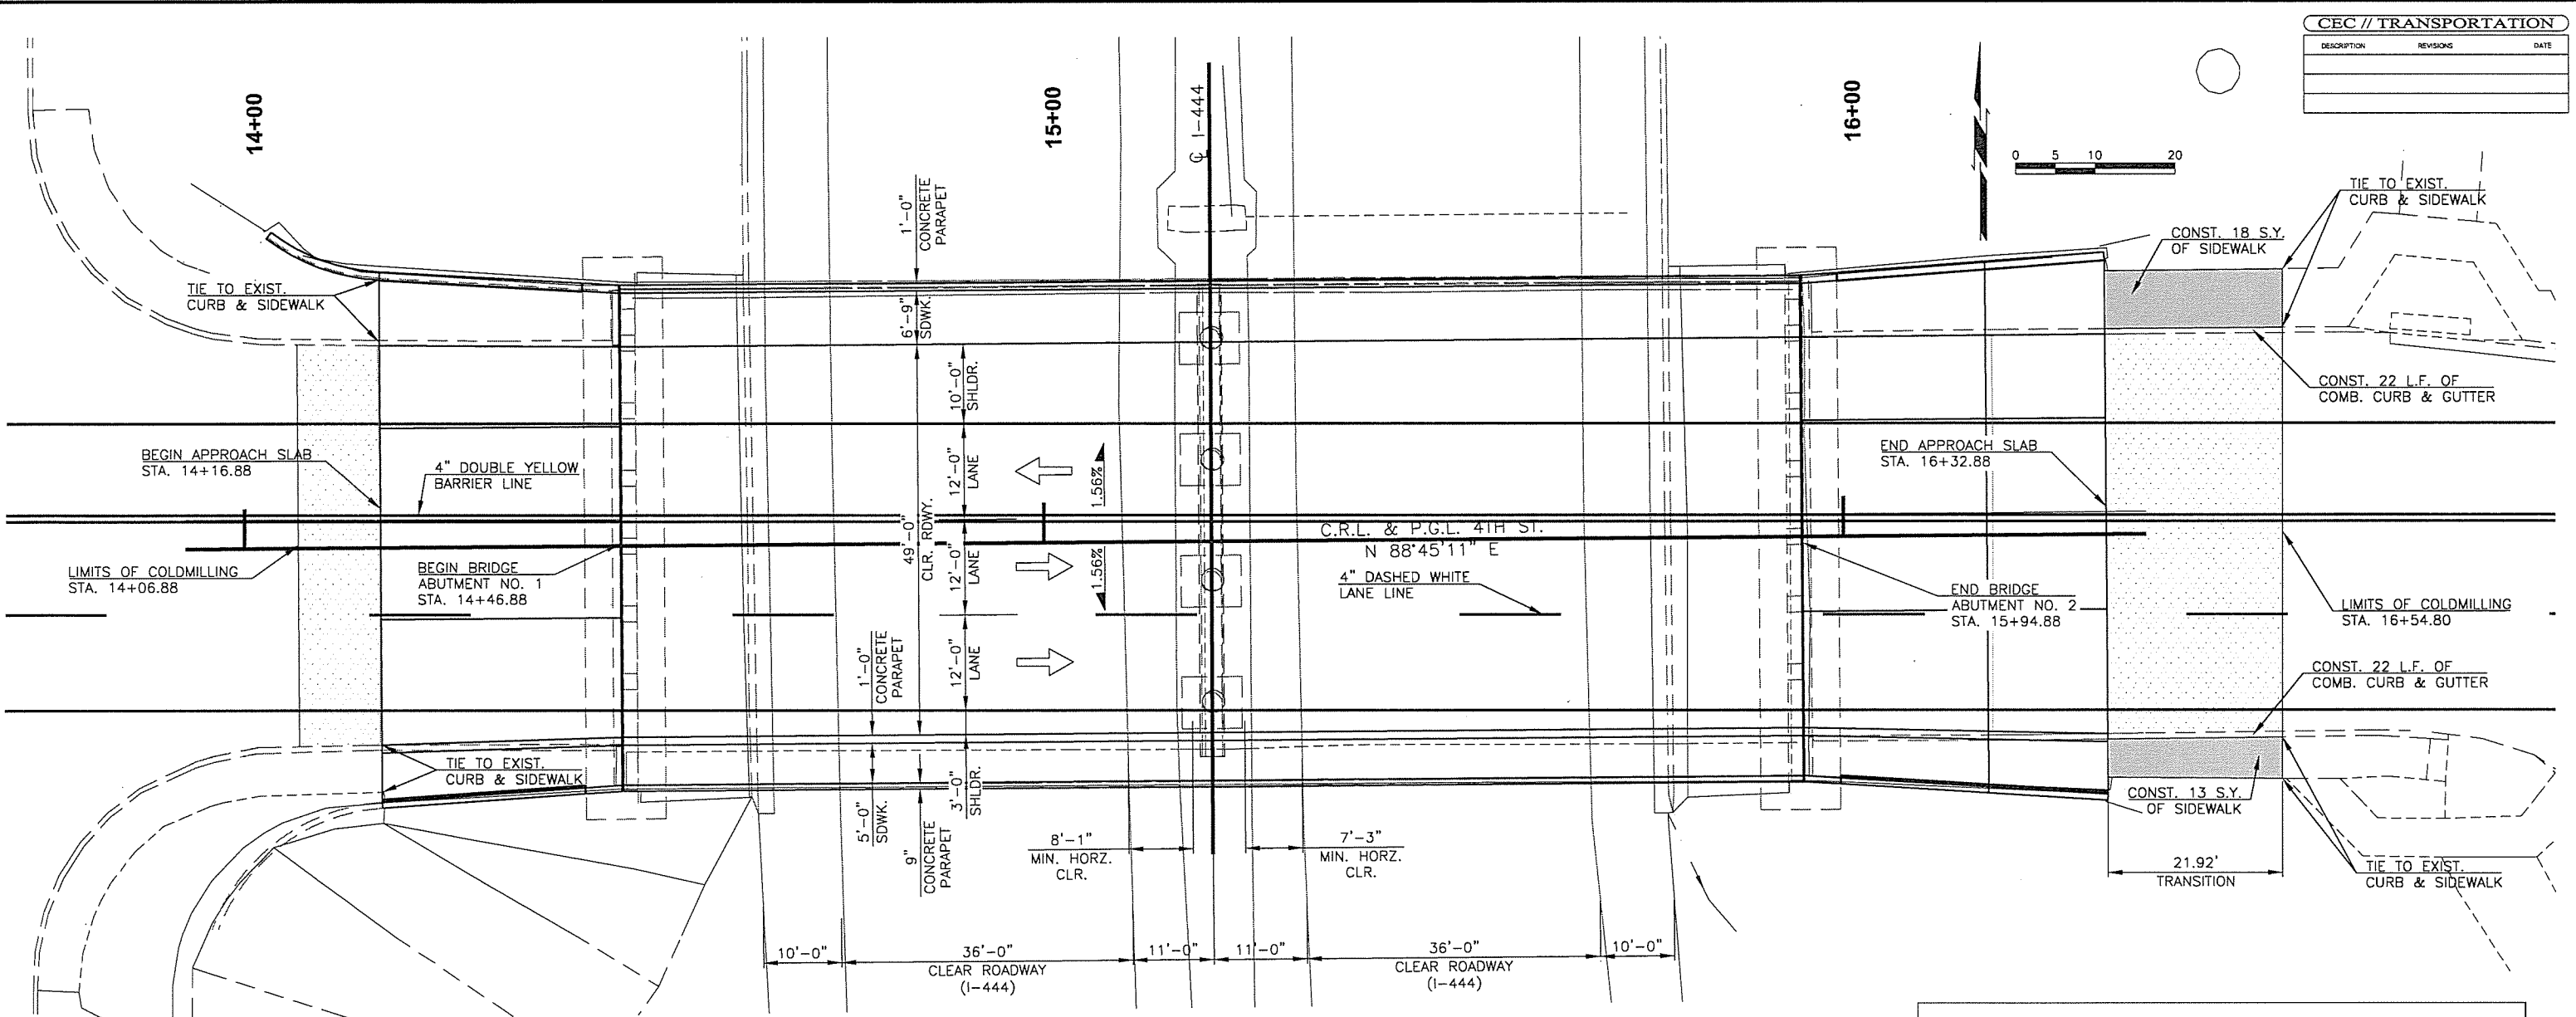 CEC // TRANSPORTATION
DESCRIPTION REVISIONS DATE
14+00
15+00
16+00
℄ I-444
0 5 10 20
1'-0"
CONCRETE
PARAPET
TIE TO EXIST.
CURB & SIDEWALK
CONST. 18 S.Y.
OF SIDEWALK
TIE TO EXIST.
CURB & SIDEWALK
6'-9"
SDWK.
10'-0"
SHLDR.
CONST. 22 L.F. OF
COMB. CURB & GUTTER
BEGIN APPROACH SLAB
STA. 14+16.88
4" DOUBLE YELLOW
BARRIER LINE
12'-0"
LANE
1.56%
END APPROACH SLAB
STA. 16+32.88
49'-0"
CLR. RDWY.
C.R.L. & P.G.L. 4TH ST.
N 88°45'11" E
LIMITS OF COLDMILLING
STA. 14+06.88
BEGIN BRIDGE
ABUTMENT NO. 1
STA. 14+46.88
12'-0"
LANE
1.56%
4" DASHED WHITE
LANE LINE
END BRIDGE
ABUTMENT NO. 2
STA. 15+94.88
LIMITS OF COLDMILLING
STA. 16+54.80
1'-0"
CONCRETE
PARAPET
12'-0"
LANE
CONST. 22 L.F. OF
COMB. CURB & GUTTER
TIE TO EXIST.
CURB & SIDEWALK
5'-0"
SDWK.
9"
CONCRETE
PARAPET
3'-0"
SHLDR.
CONST. 13 S.Y.
OF SIDEWALK
8'-1"
MIN. HORZ.
CLR.
7'-3"
MIN. HORZ.
CLR.
21.92'
TRANSITION
TIE TO EXIST.
CURB & SIDEWALK
10'-0"
36'-0"
CLEAR ROADWAY
(I-444)
11'-0"
11'-0"
36'-0"
CLEAR ROADWAY
(I-444)
10'-0"